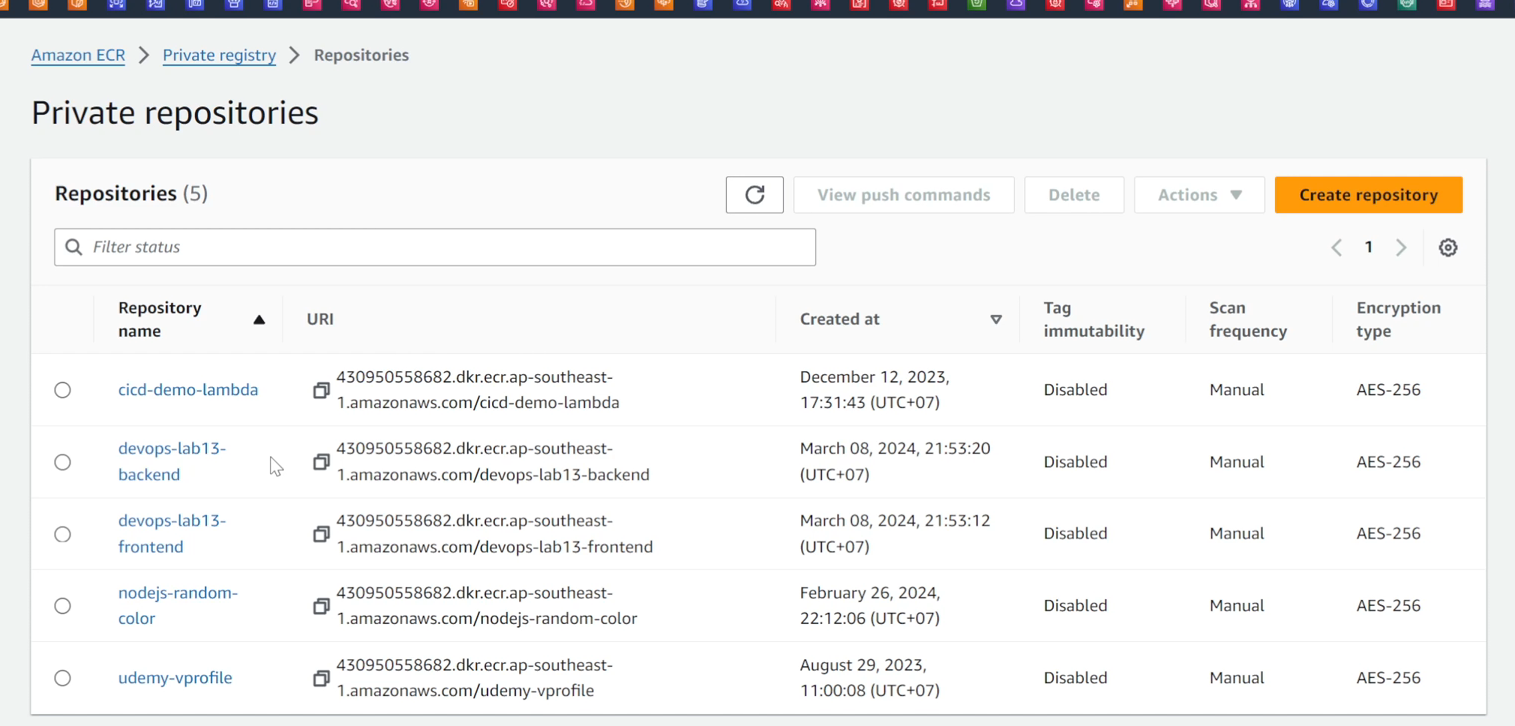 Amazon ECR > Private registry > Repositories
Private repositories
Repositories (5)
View push commands
Delete
Actions
Create repository
Filter status
1
Repository
name
URI
Created at
Tag
immutability
Scan
frequency
Encryption
type
cicd-demo-lambda
430950558682.dkr.ecr.ap-southeast-
1.amazonaws.com/cicd-demo-lambda
December 12, 2023,
17:31:43 (UTC+07)
Disabled
Manual
AES-256
devops-lab13-
backend
430950558682.dkr.ecr.ap-southeast-
1.amazonaws.com/devops-lab13-backend
March 08, 2024, 21:53:20
(UTC+07)
Disabled
Manual
AES-256
devops-lab13-
frontend
430950558682.dkr.ecr.ap-southeast-
1.amazonaws.com/devops-lab13-frontend
March 08, 2024, 21:53:12
(UTC+07)
Disabled
Manual
AES-256
nodejs-random-
color
430950558682.dkr.ecr.ap-southeast-
1.amazonaws.com/nodejs-random-color
February 26, 2024,
22:12:06 (UTC+07)
Disabled
Manual
AES-256
udemy-vprofile
430950558682.dkr.ecr.ap-southeast-
1.amazonaws.com/udemy-vprofile
August 29, 2023,
11:00:08 (UTC+07)
Disabled
Manual
AES-256